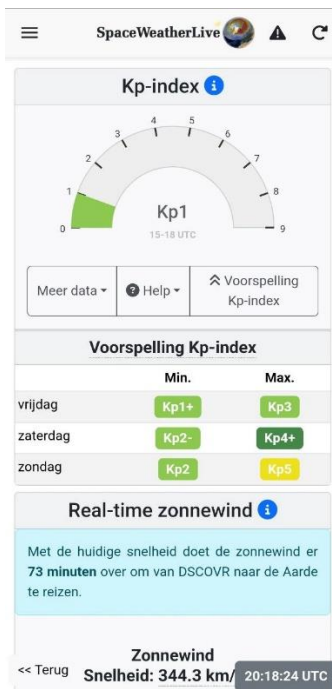 SpaceWeatherLive
Kp-index
0 1 2 3 4 5 6 7 8 9
Kp1
15-18 UTC
Meer data
Help
Voorspelling
Kp-index
Voorspelling Kp-index
Min. Max.
vrijdag Kp1+ Kp3
zaterdag Kp2- Kp4+
zondag Kp2 Kp5
Real-time zonnewind
Met de huidige snelheid doet de zonnewind er
73 minuten over om van DSCOVR naar de Aarde
te reizen.
Zonnewind
<< Terug
Snelheid: 344.3 km/
20:18:24 UTC